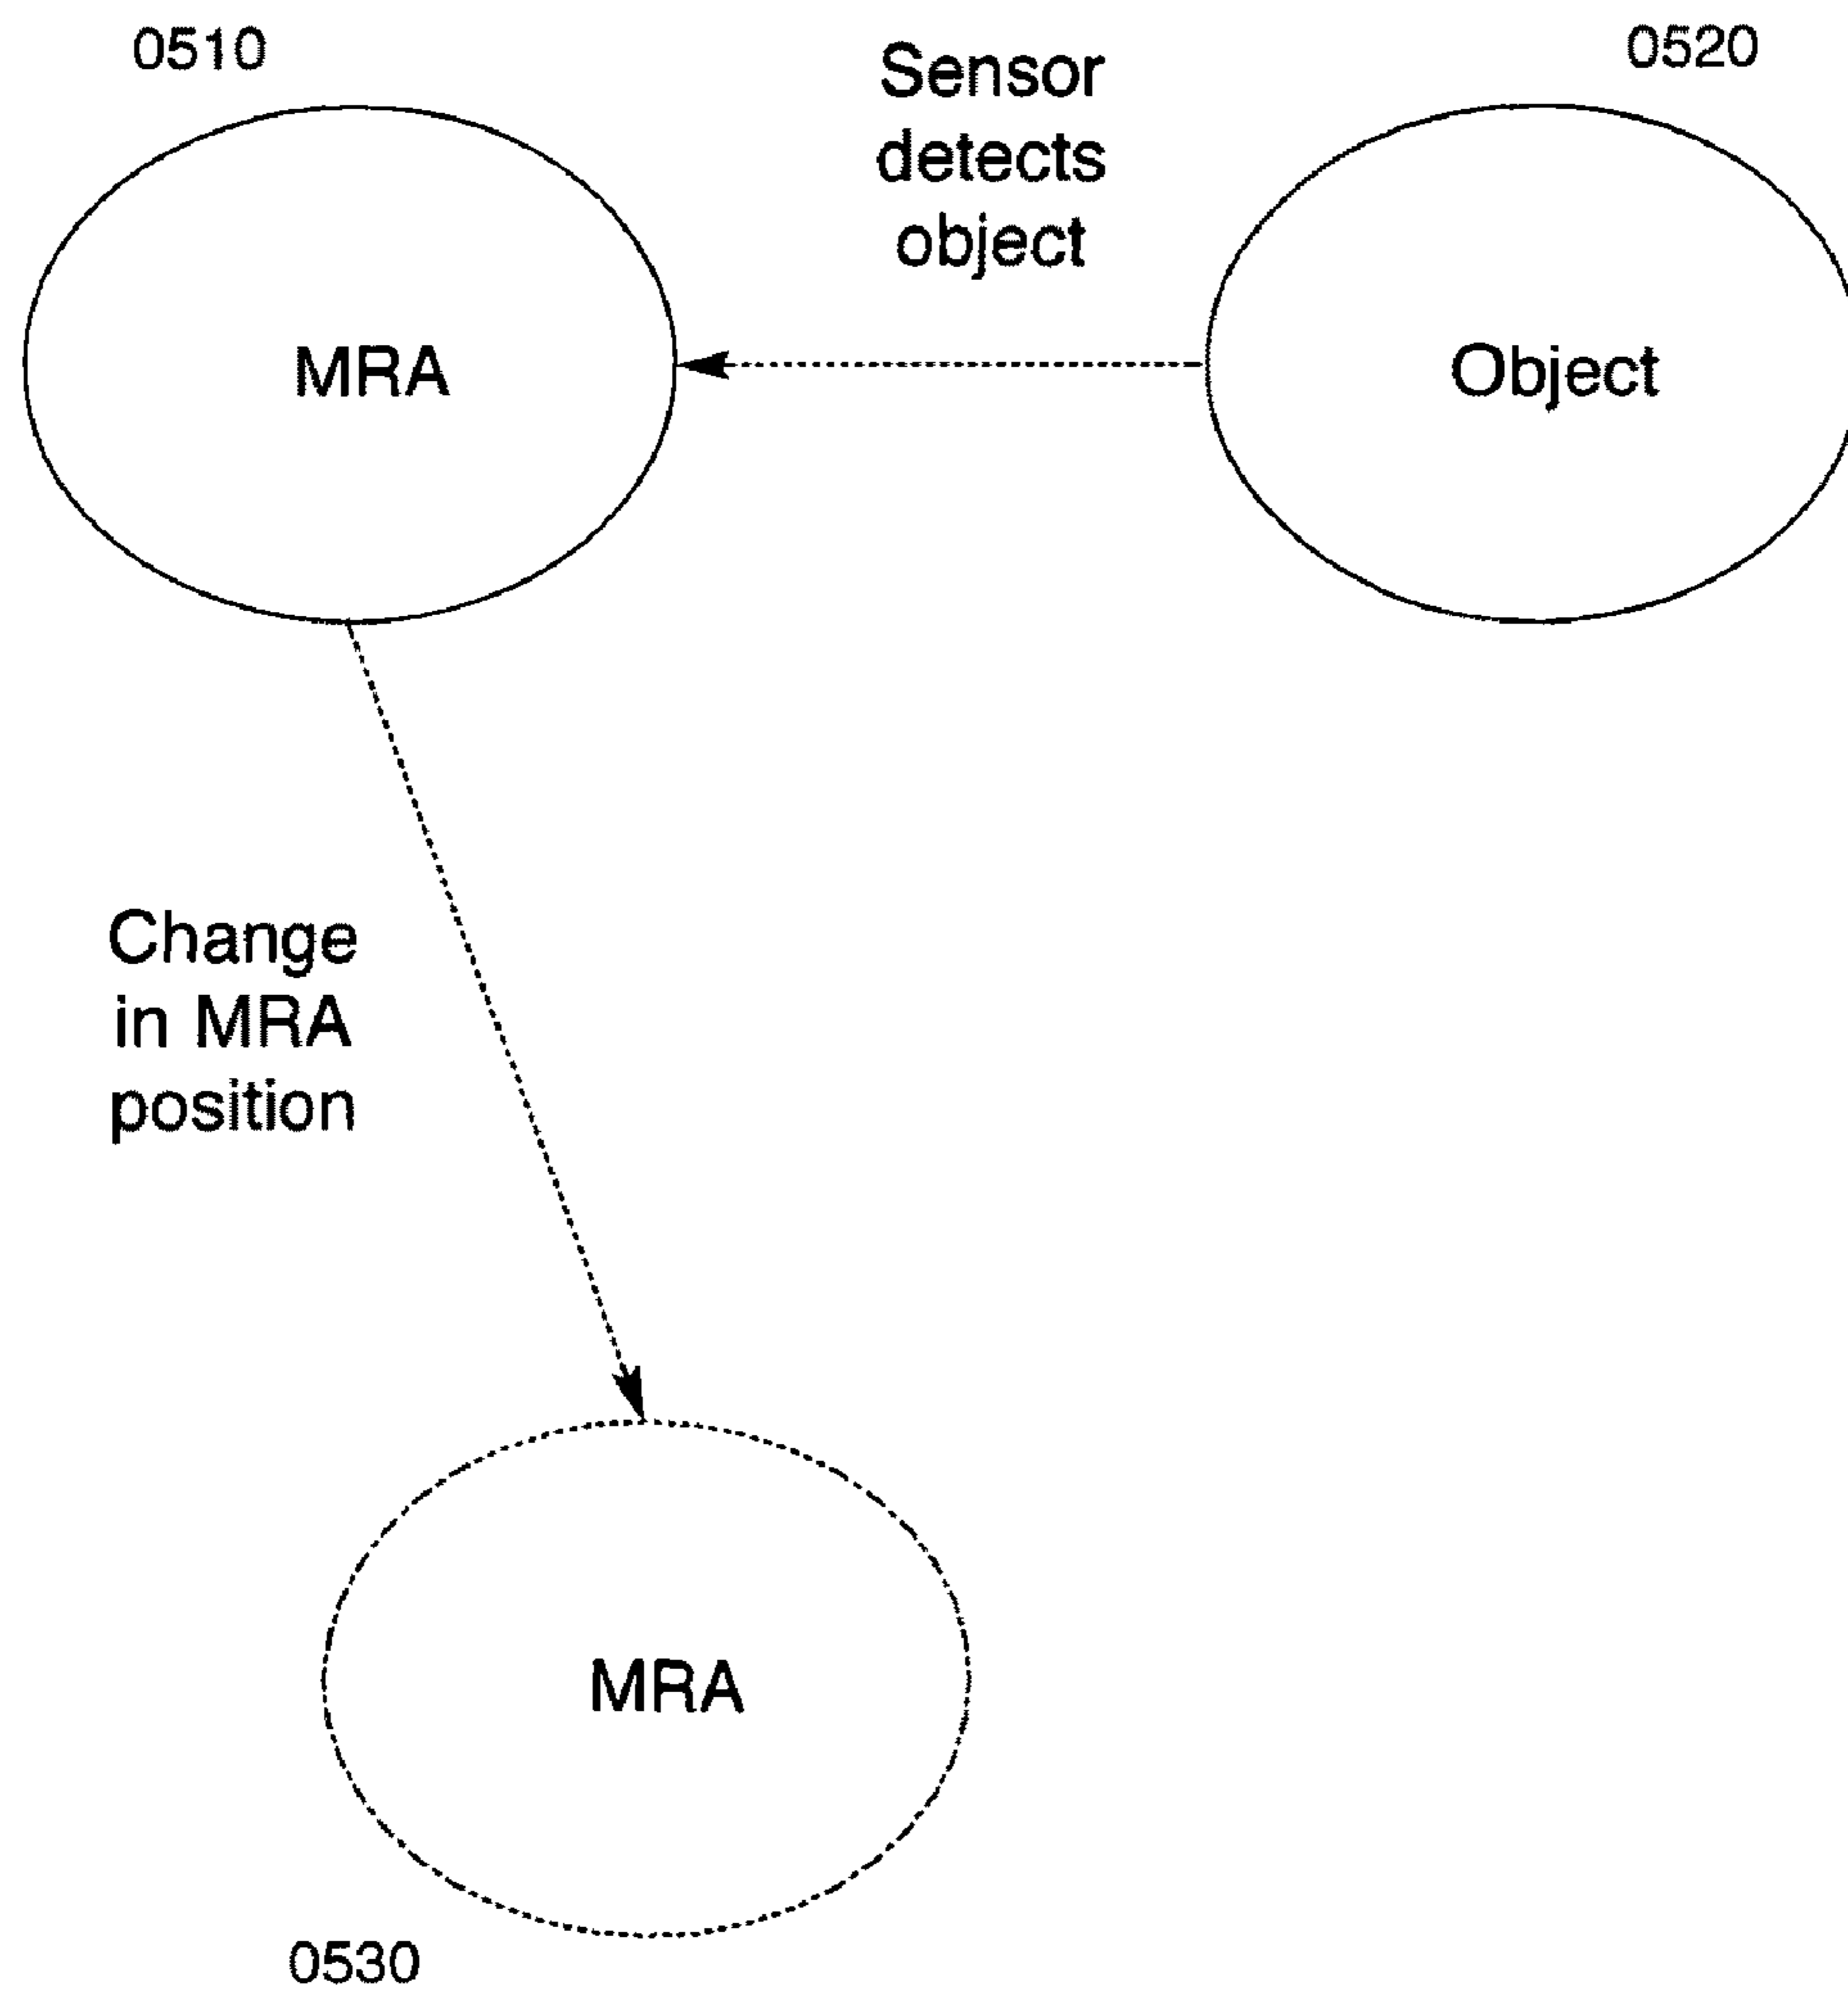 0510
0520
Sensor
detects
object
MRA
Object
Change
in MRA
position
MRA
0530